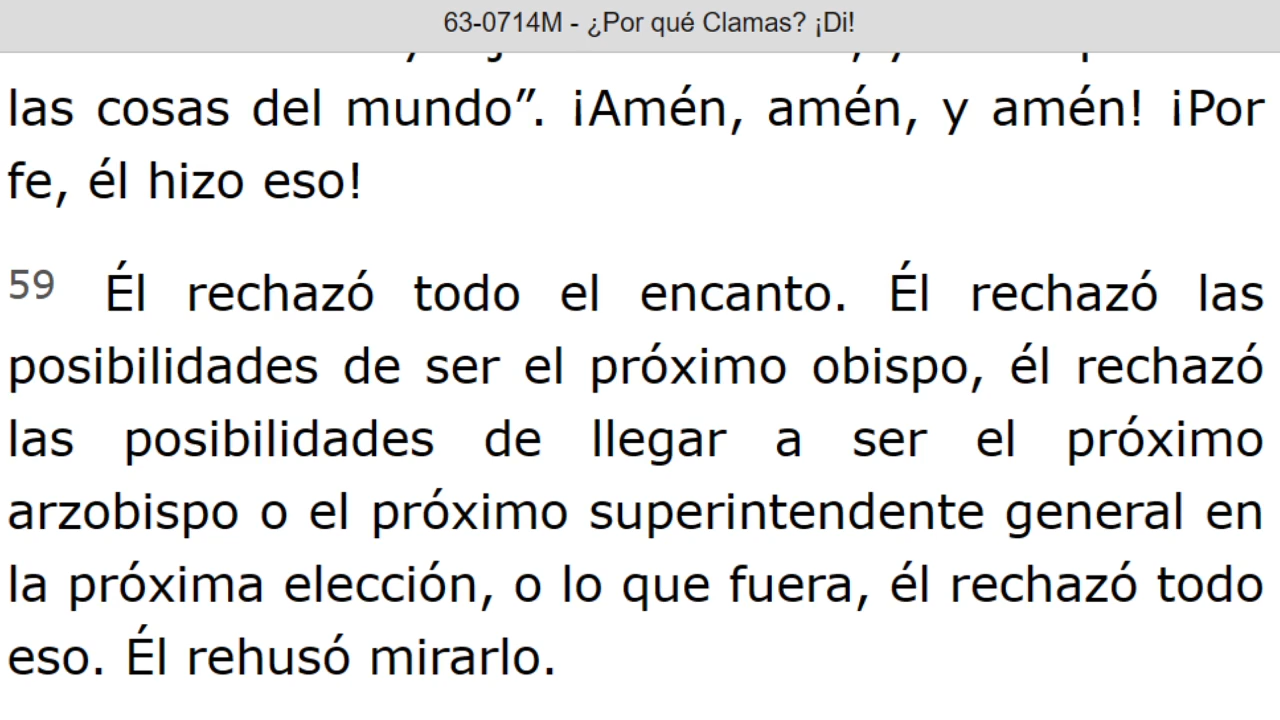 63-0714M - ¿Por qué Clamas? ¡Di!
las cosas del mundo”. ¡Amén, amén, y amén! ¡Por
fe, él hizo eso!
59 Él rechazó todo el encanto. Él rechazó las
posibilidades de ser el próximo obispo, él rechazó
las posibilidades de llegar a ser el próximo
arzobispo o el próximo superintendente general en
la próxima elección, o lo que fuera, él rechazó todo
eso. Él rehusó mirarlo.